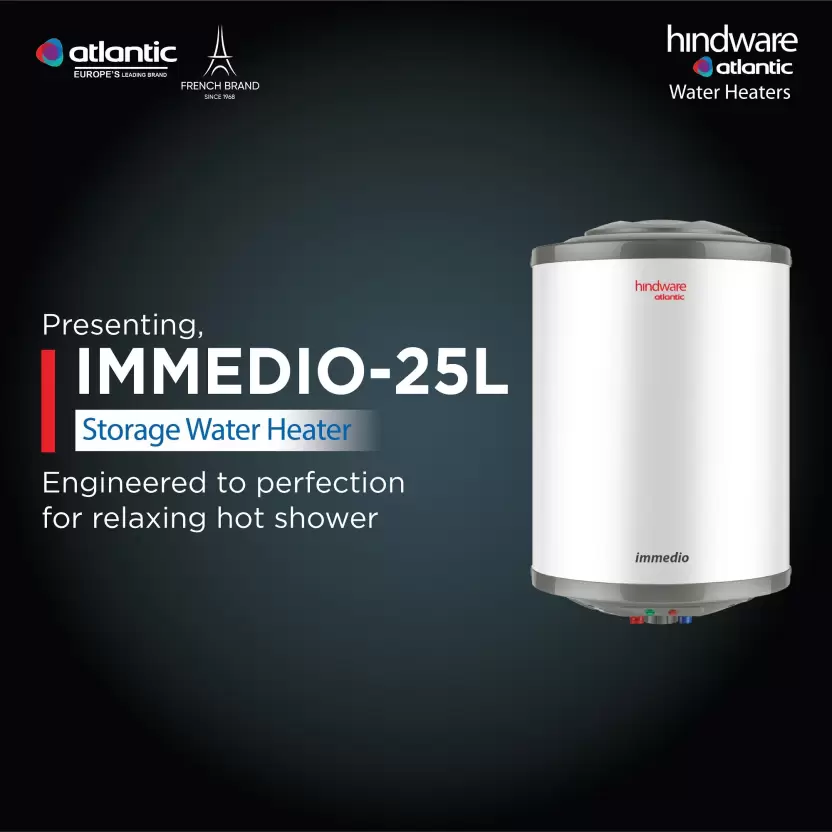 atlantic
EUROPE'S LEADING BRAND
FRENCH BRAND
SINCE 1968
hindware
atlantic
Water Heaters
Presenting,
IMMEDIO-25L
Storage Water Heater
Engineered to perfection
for relaxing hot shower
hindware
atlantic
immedio